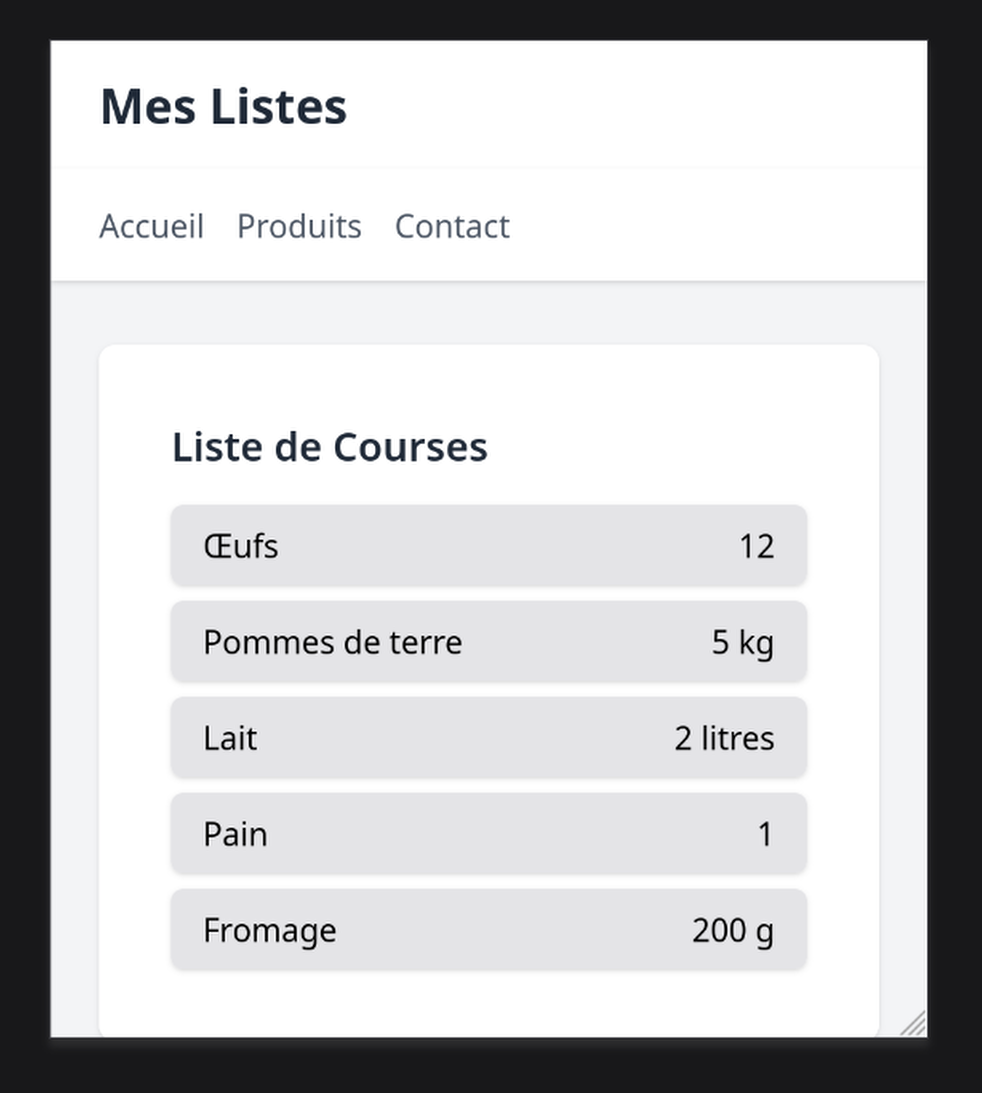 Mes Listes
Accueil Produits Contact
Liste de Courses
Œufs 12
Pommes de terre 5 kg
Lait 2 litres
Pain 1
Fromage 200 g